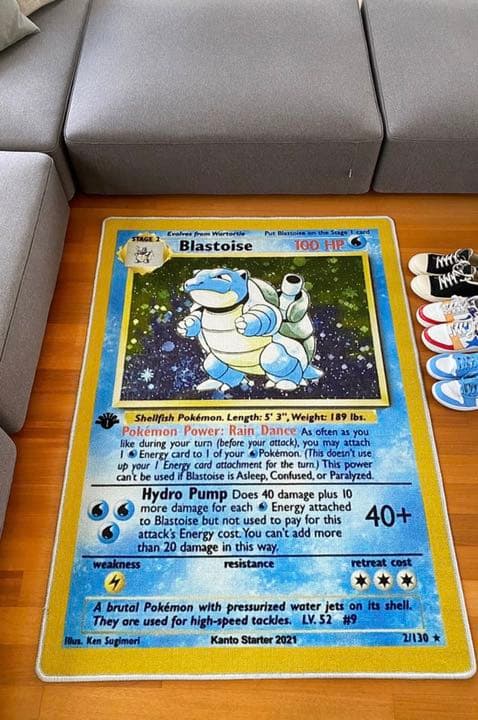 Evolves from Wartortle Put Blastoise on the Stage 1 card
STAGE 2
Blastoise 100 HP
1
Shellfish Pokémon. Length: 5' 3", Weight: 189 lbs.
Pokémon Power: Rain Dance As often as you
like during your turn (before your attack), you may attach
1 Energy card to 1 of your Pokémon. (This doesn't use
up your 1 Energy card attachment for the turn.) This power
can't be used if Blastoise is Asleep, Confused, or Paralyzed.
Hydro Pump Does 40 damage plus 10
more damage for each Energy attached
to Blastoise but not used to pay for this
attack's Energy cost. You can't add more
than 20 damage in this way.
40+
weakness resistance retreat cost
A brutal Pokémon with pressurized water jets on its shell.
They are used for high-speed tackles. LV. 52 #9
Illus. Ken Sugimori Kanto Starter 2021 2/130 ★